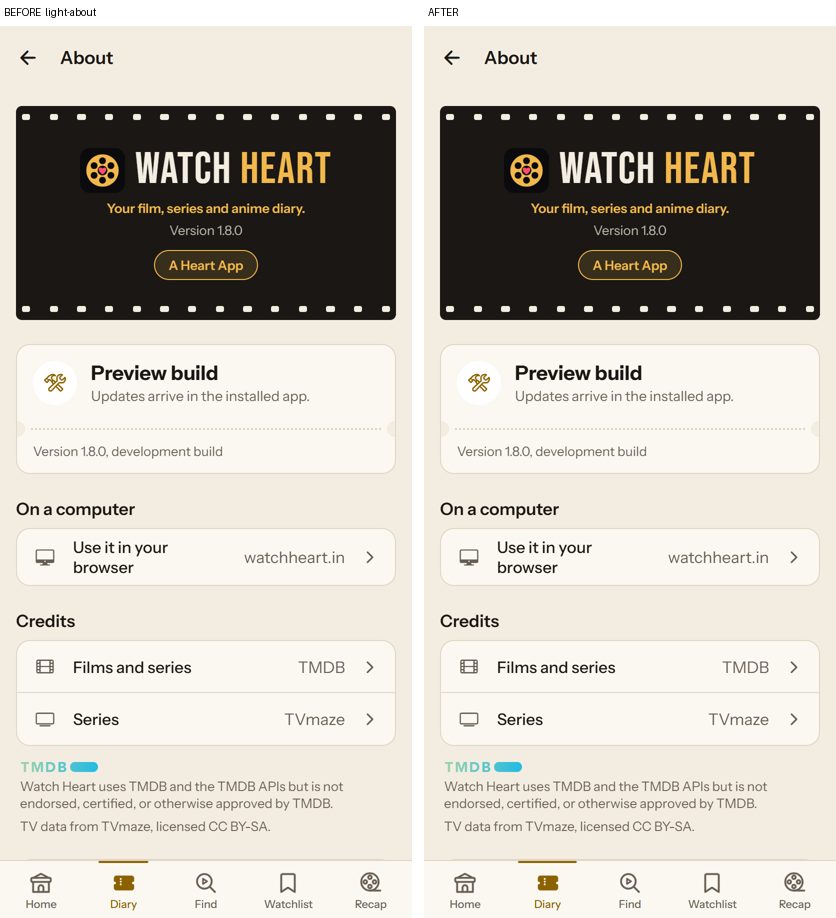 BEFORE light-about
AFTER
About
WATCH HEART
Your film, series and anime diary.
Version 1.8.0
A Heart App
Preview build
Updates arrive in the installed app.
Version 1.8.0, development build
On a computer
Use it in your
browser
watchheart.in
Credits
Films and series
TMDB
Series
TVmaze
TMDB
Watch Heart uses TMDB and the TMDB APIs but is not
endorsed, certified, or otherwise approved by TMDB.
TV data from TVmaze, licensed CC BY-SA.
Home
Diary
Find
Watchlist
Recap
About
WATCH HEART
Your film, series and anime diary.
Version 1.8.0
A Heart App
Preview build
Updates arrive in the installed app.
Version 1.8.0, development build
On a computer
Use it in your
browser
watchheart.in
Credits
Films and series
TMDB
Series
TVmaze
TMDB
Watch Heart uses TMDB and the TMDB APIs but is not
endorsed, certified, or otherwise approved by TMDB.
TV data from TVmaze, licensed CC BY-SA.
Home
Diary
Find
Watchlist
Recap